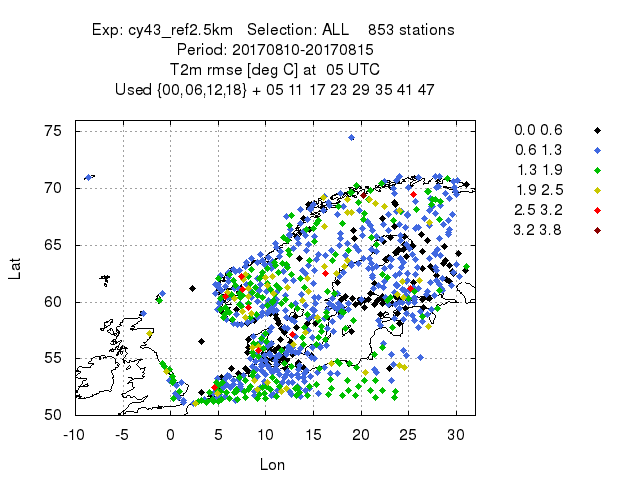 Exp: cy43_ref2.5km Selection: ALL 853 stations
Period: 20170810-20170815
T2m rmse [deg C] at 05 UTC
Used {00,06,12,18} + 05 11 17 23 29 35 41 47
75
70
65
60
55
50
Lat
-10 -5 0 5 10 15 20 25 30
Lon
0.0 0.6
0.6 1.3
1.3 1.9
1.9 2.5
2.5 3.2
3.2 3.8